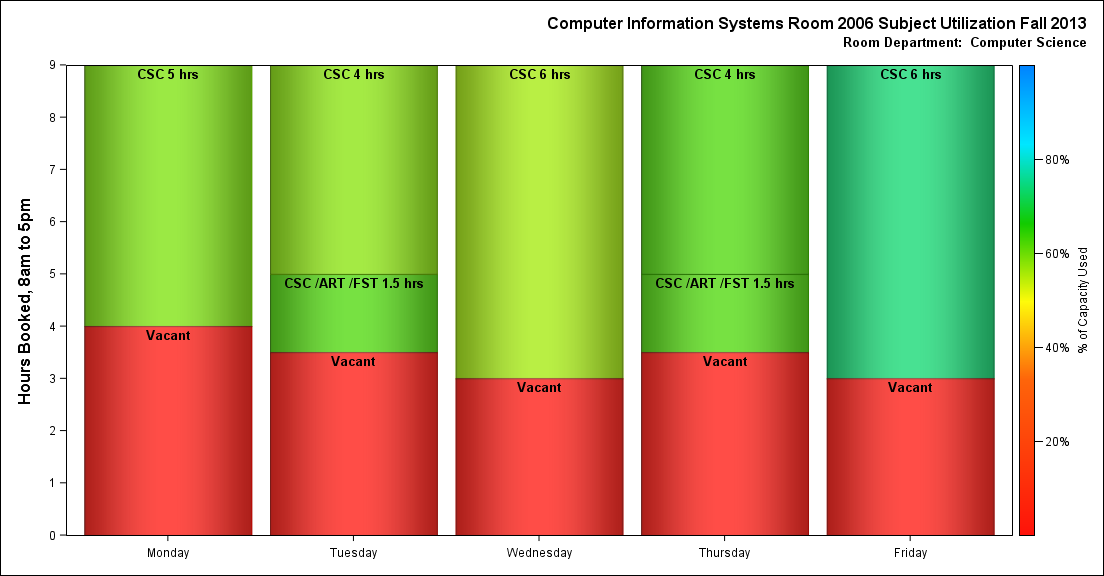 Computer Information Systems Room 2006 Subject Utilization Fall 2013
Room Department:  Computer Science
Hours Booked, 8am to 5pm
9
8
7
6
5
4
3
2
1
0
CSC 5 hrs
Vacant
CSC 4 hrs
CSC /ART /FST 1.5 hrs
Vacant
CSC 6 hrs
Vacant
CSC 4 hrs
CSC /ART /FST 1.5 hrs
Vacant
CSC 6 hrs
Vacant
Monday
Tuesday
Wednesday
Thursday
Friday
80%
60%
40%
20%
% of Capacity Used